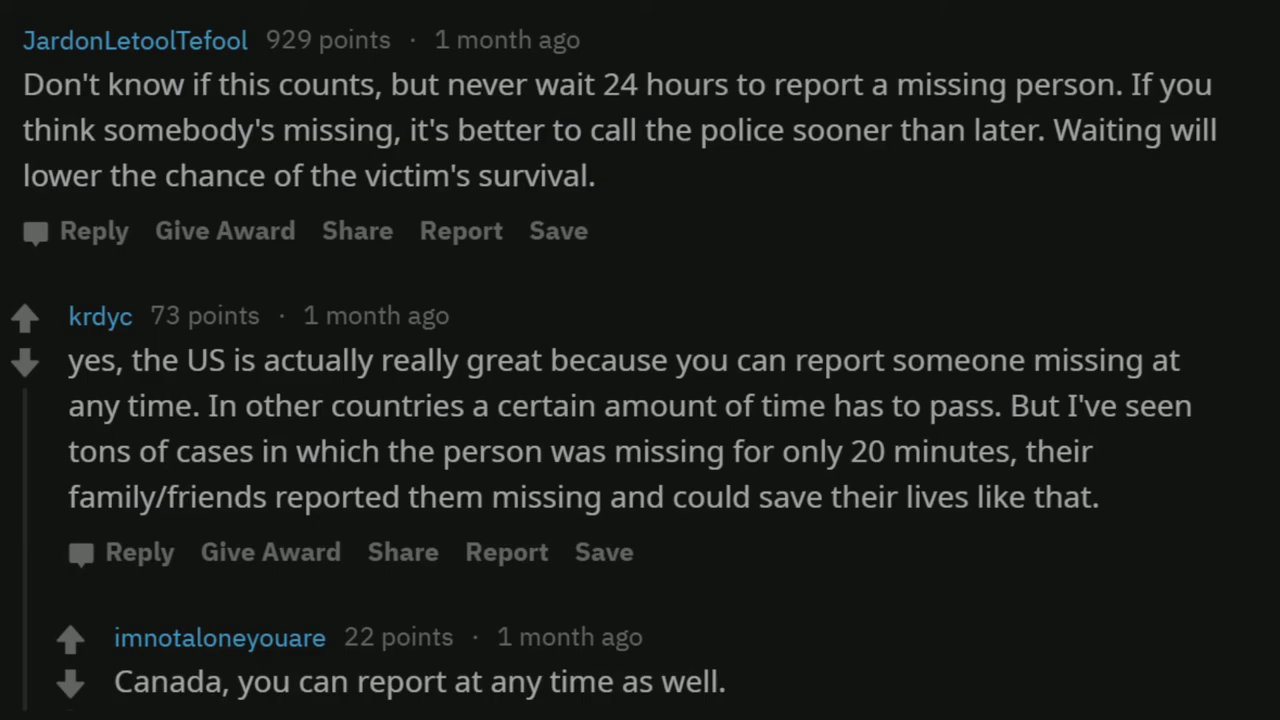 JardonLetoolTefool 929 points · 1 month ago
Don't know if this counts, but never wait 24 hours to report a missing person. If you
think somebody's missing, it's better to call the police sooner than later. Waiting will
lower the chance of the victim's survival.
Reply Give Award Share Report Save
krdyc 73 points · 1 month ago
yes, the US is actually really great because you can report someone missing at
any time. In other countries a certain amount of time has to pass. But I've seen
tons of cases in which the person was missing for only 20 minutes, their
family/friends reported them missing and could save their lives like that.
Reply Give Award Share Report Save
imnotaloneyouare 22 points · 1 month ago
Canada, you can report at any time as well.